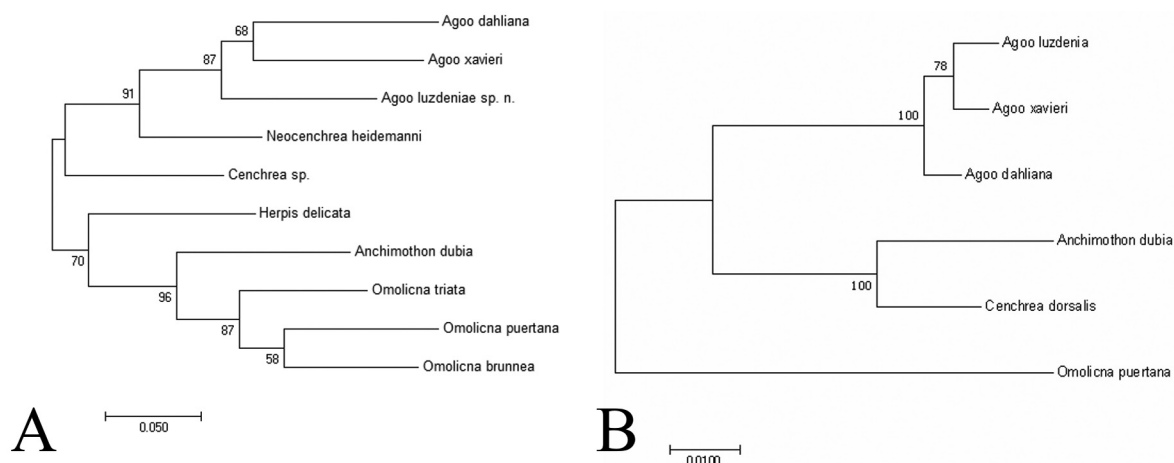 Agoo dahliana
68
Agoo xavieri
87
Agoo luzdeniae sp. n.
91
Neocenchrea heidemanni
Cenchrea sp.
Herpis delicata
70
Anchimothon dubia
96
Omolicna triata
87
Omolicna puertana
58
Omolicna brunnea
A
0.050
Agoo luzdenia
78
Agoo xavieri
100
Agoo dahliana
Anchimothon dubia
100
Cenchrea dorsalis
Omolicna puertana
B
0.0100